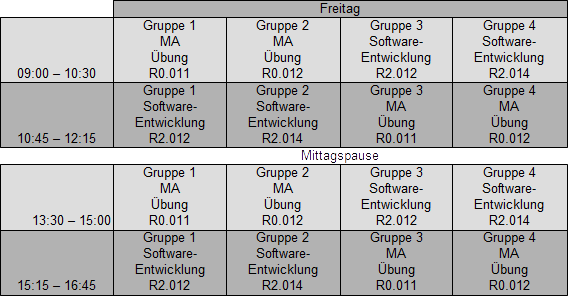 Freitag
09:00 – 10:30
Gruppe 1
MA
Übung
R0.011
Gruppe 2
MA
Übung
R0.012
Gruppe 3
Software-
Entwicklung
R2.012
Gruppe 4
Software-
Entwicklung
R2.014
10:45 – 12:15
Gruppe 1
Software-
Entwicklung
R2.012
Gruppe 2
Software-
Entwicklung
R2.014
Gruppe 3
MA
Übung
R0.011
Gruppe 4
MA
Übung
R0.012
Mittagspause
13:30 – 15:00
Gruppe 1
MA
Übung
R0.011
Gruppe 2
MA
Übung
R0.012
Gruppe 3
Software-
Entwicklung
R2.012
Gruppe 4
Software-
Entwicklung
R2.014
15:15 – 16:45
Gruppe 1
Software-
Entwicklung
R2.012
Gruppe 2
Software-
Entwicklung
R2.014
Gruppe 3
MA
Übung
R0.011
Gruppe 4
MA
Übung
R0.012